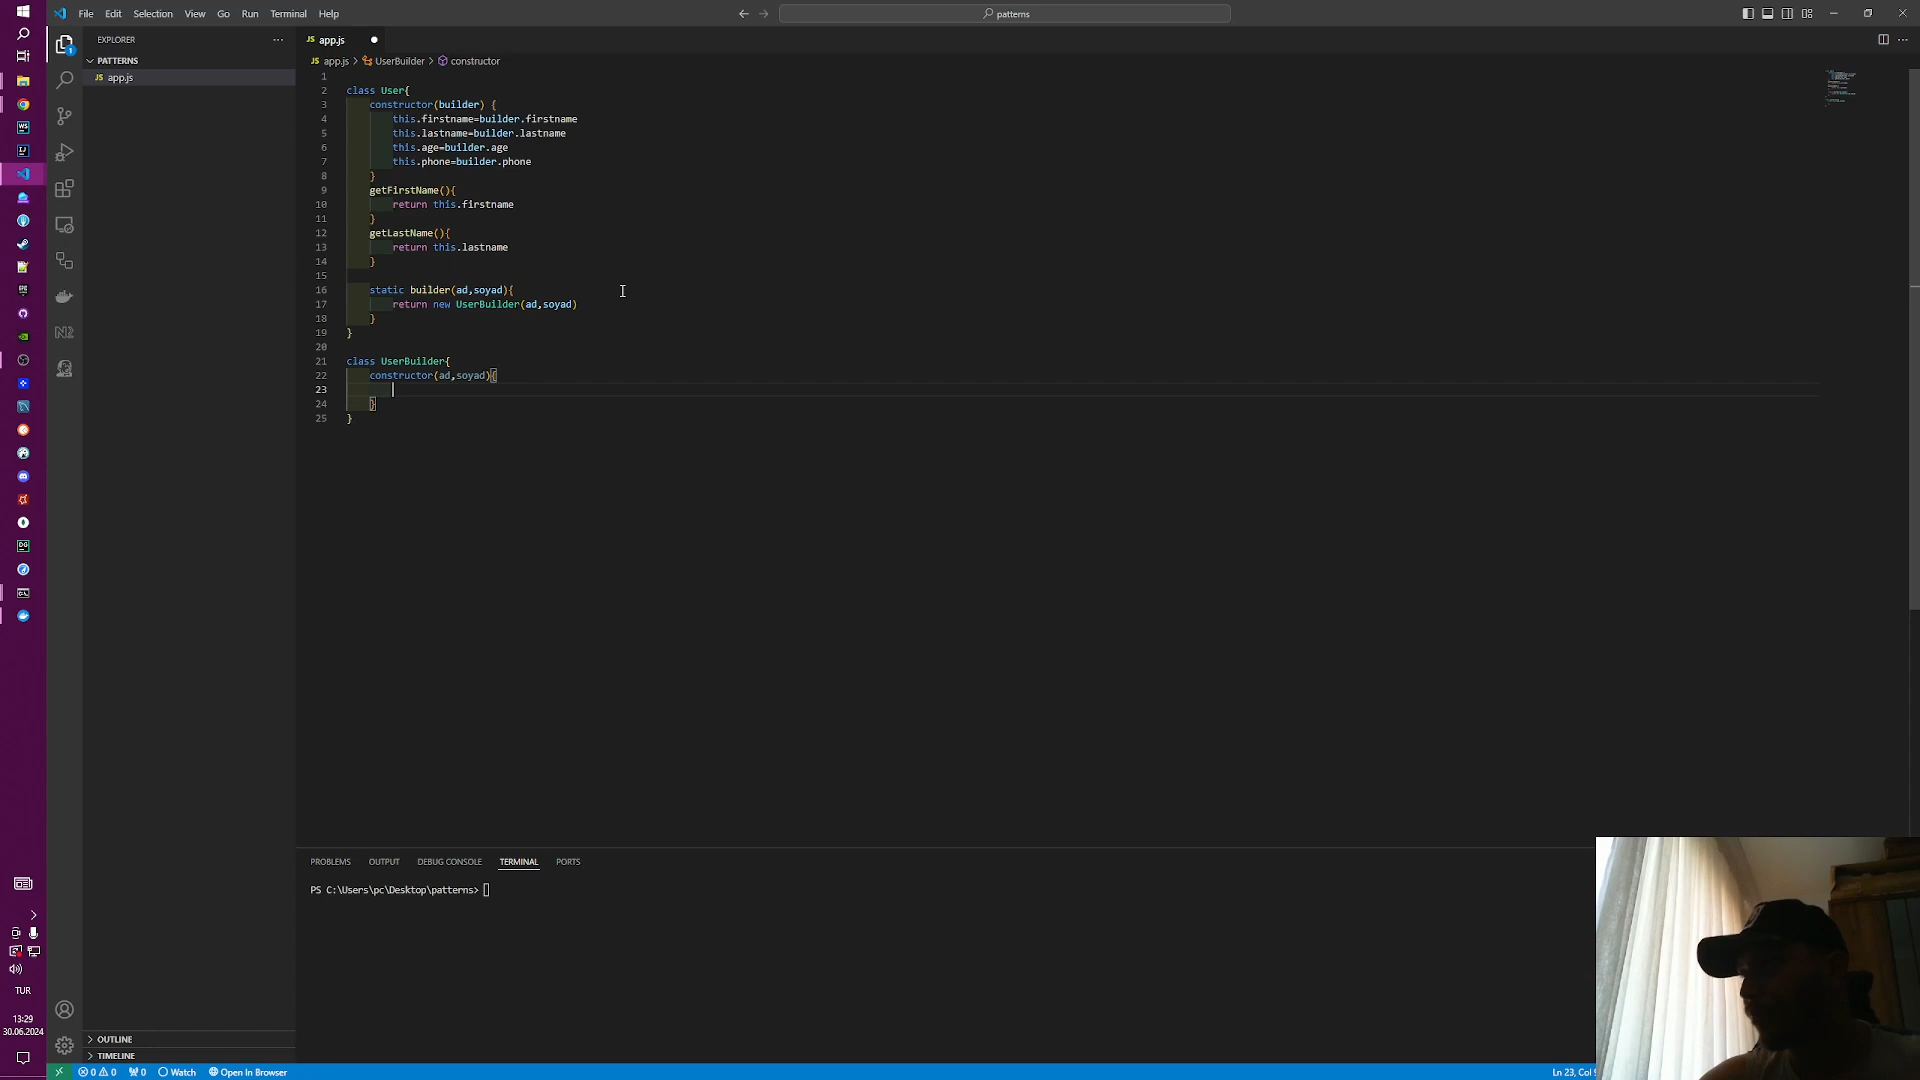 File Edit Selection View Go Run Terminal Help
patterns
EXPLORER
PATTERNS
JS app.js
JS app.js
JS app.js > UserBuilder > constructor
1
2 class User{
3 constructor(builder) {
4 this.firstname=builder.firstname
5 this.lastname=builder.lastname
6 this.age=builder.age
7 this.phone=builder.phone
8 }
9 getFirstName(){
10 return this.firstname
11 }
12 getLastName(){
13 return this.lastname
14 }
15
16 static builder(ad,soyad){
17 return new UserBuilder(ad,soyad)
18 }
19 }
20
21 class UserBuilder{
22 constructor(ad,soyad){
23
24 }
25 }
PROBLEMS OUTPUT DEBUG CONSOLE TERMINAL PORTS
PS C:\Users\pc\Desktop\patterns>
OUTLINE
TIMELINE
0 0 0 Watch Open In Browser
Ln 23, Col
TUR
13:29
30.06.2024